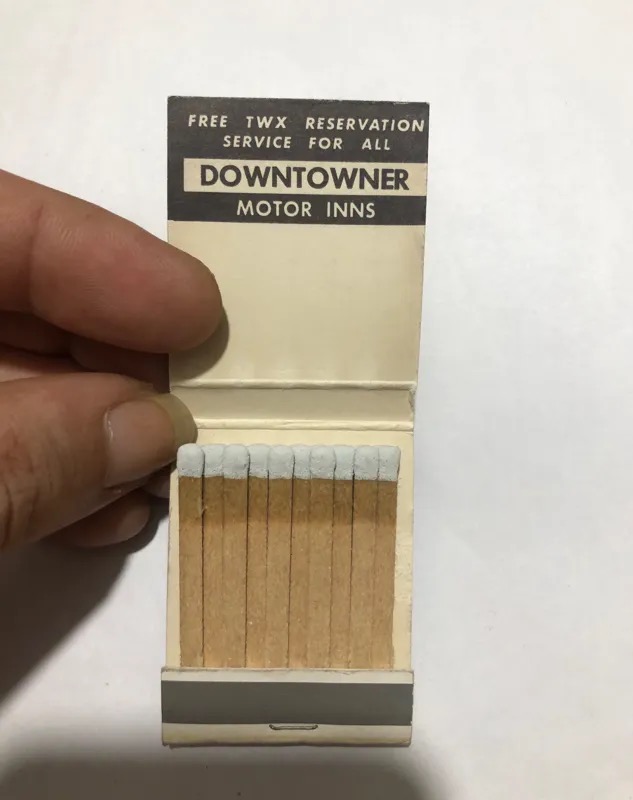 FREE TWX RESERVATION
SERVICE FOR ALL
DOWNTOWNER
MOTOR INNS